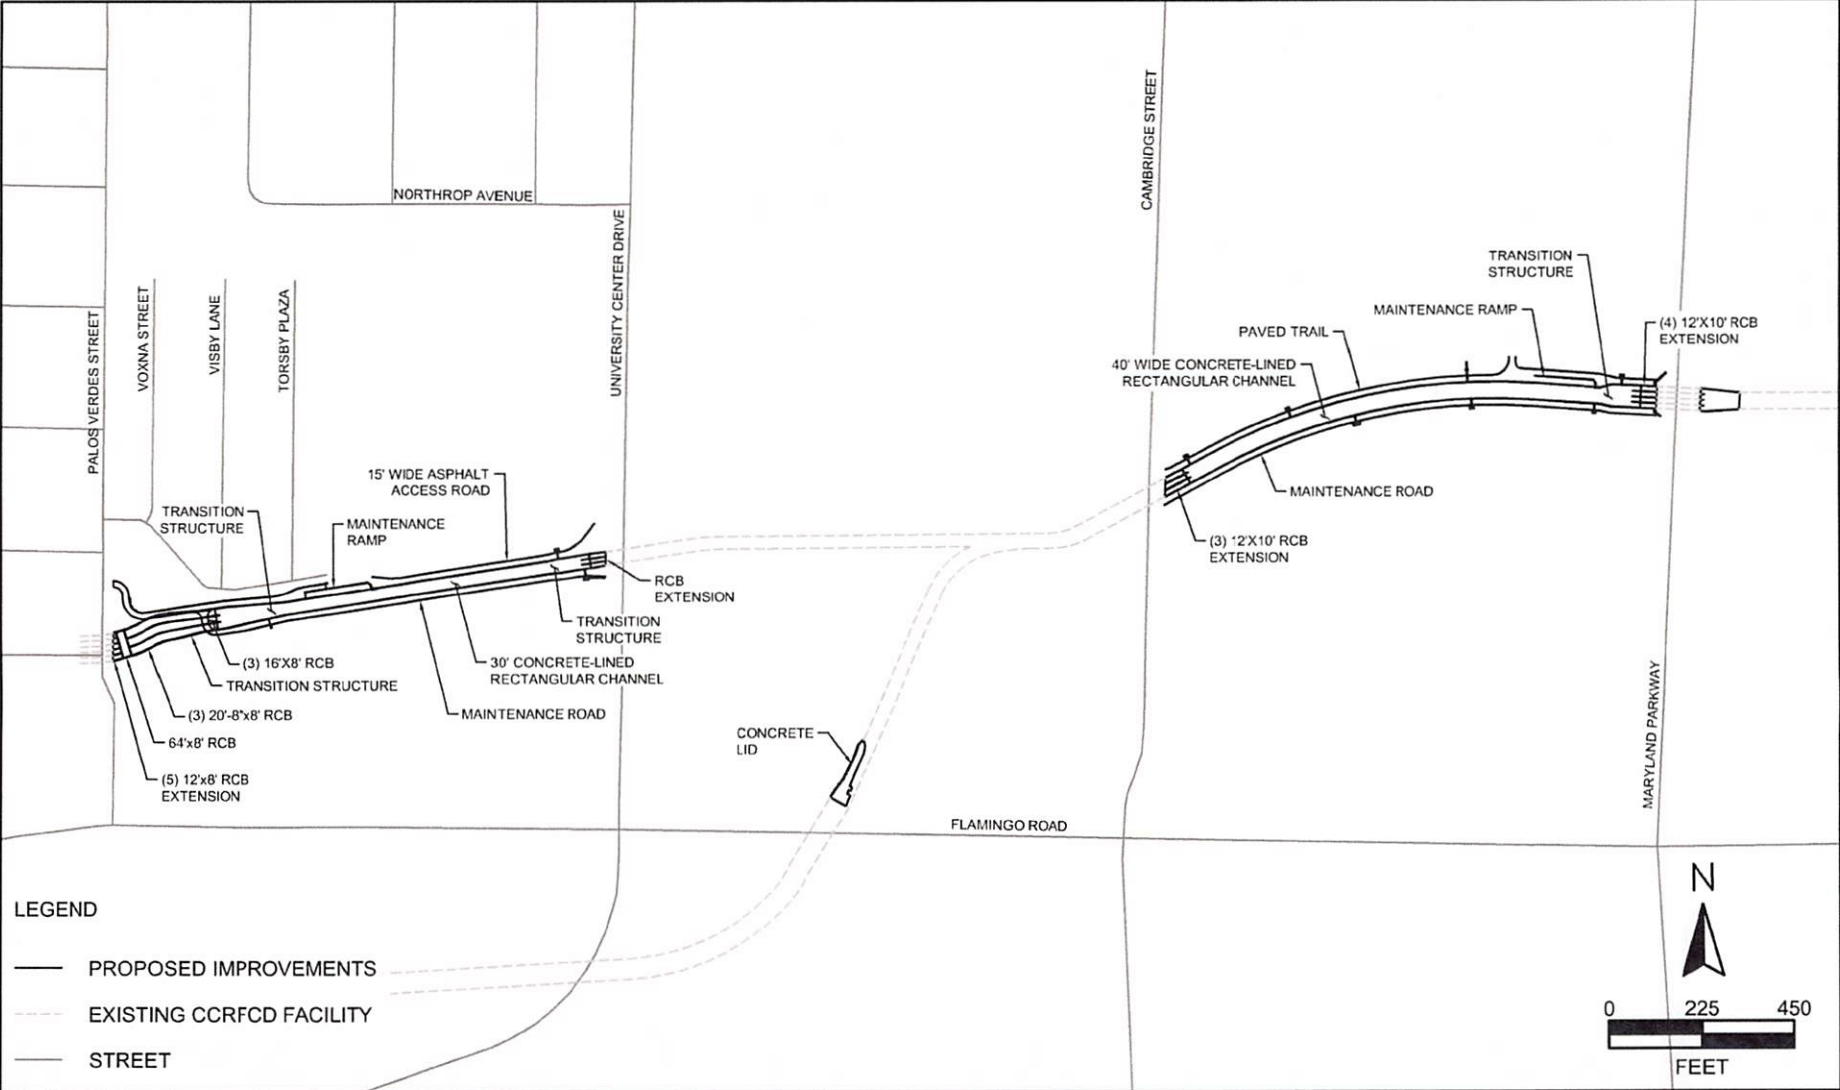 NORTHROP AVENUE
UNIVERSITY CENTER DRIVE
CAMBRIDGE STREET
PALOS VERDES STREET
VOXNA STREET
VISBY LANE
TORSBY PLAZA
TRANSITION
STRUCTURE
MAINTENANCE RAMP
PAVED TRAIL
(4) 12'X10' RCB
EXTENSION
40' WIDE CONCRETE-LINED
RECTANGULAR CHANNEL
MAINTENANCE ROAD
(3) 12'X10' RCB
EXTENSION
15' WIDE ASPHALT
ACCESS ROAD
TRANSITION
STRUCTURE
MAINTENANCE
RAMP
RCB
EXTENSION
TRANSITION
STRUCTURE
(3) 16'X8' RCB
30' CONCRETE-LINED
RECTANGULAR CHANNEL
TRANSITION STRUCTURE
(3) 20'-8"x8' RCB
MAINTENANCE ROAD
64'x8' RCB
(5) 12'x8' RCB
EXTENSION
CONCRETE
LID
MARYLAND PARKWAY
FLAMINGO ROAD
LEGEND
PROPOSED IMPROVEMENTS
EXISTING CCRFCD FACILITY
STREET
N
0 225 450
FEET